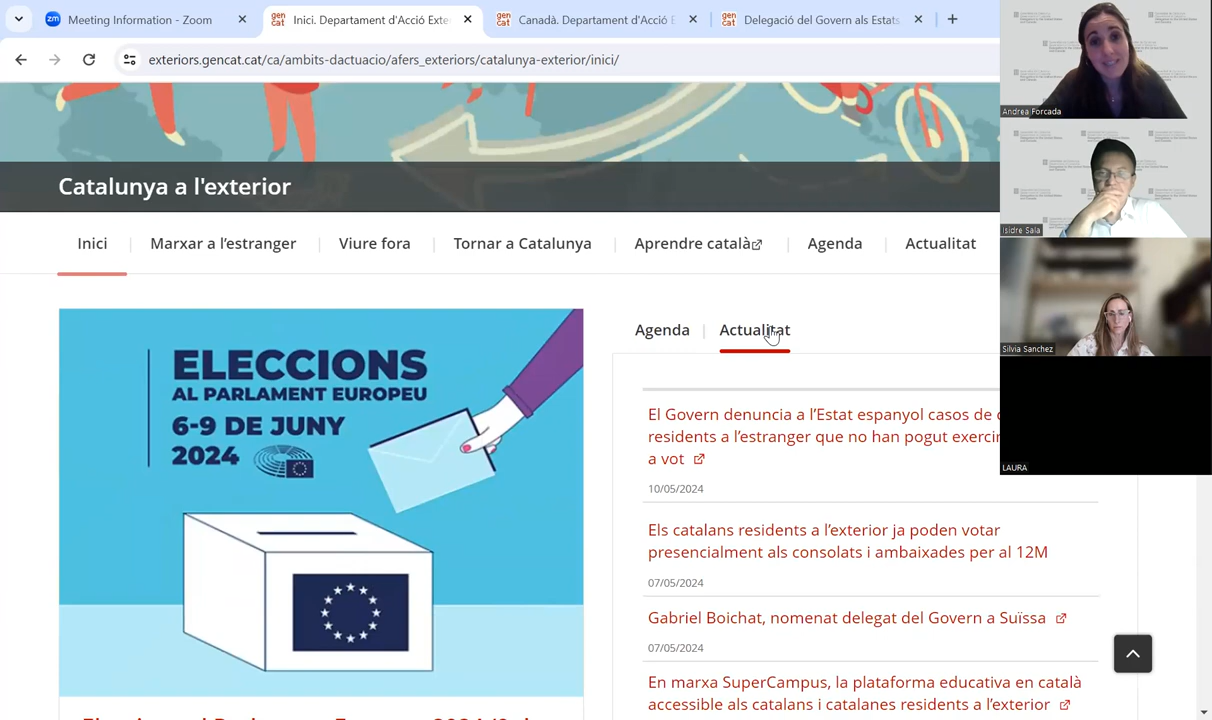 Meeting Information - Zoom
Inici. Departament d'Acció Exte
Canadà. Departament d'Acció E
Delegació del Govern als Estats
exteriors.gencat.cat/ca/ambits-dactuacio/afers_exteriors/catalunya-exterior/inici/
Catalunya a l'exterior
Inici
Marxar a l'estranger
Viure fora
Tornar a Catalunya
Aprendre català
Agenda
Actualitat
ELECCIONS
AL PARLAMENT EUROPEU
6-9 DE JUNY
2024
Agenda
Actualitat
El Govern denuncia a l'Estat espanyol casos de
residents a l'estranger que no han pogut exercir
a vot
10/05/2024
Els catalans residents a l'exterior ja poden votar
presencialment als consolats i ambaixades per al 12M
07/05/2024
Gabriel Boichat, nomenat delegat del Govern a Suïssa
07/05/2024
En marxa SuperCampus, la plataforma educativa en català
accessible als catalans i catalanes residents a l'exterior
Andrea Forcada
Isidre Sala
Silvia Sanchez
LAURA